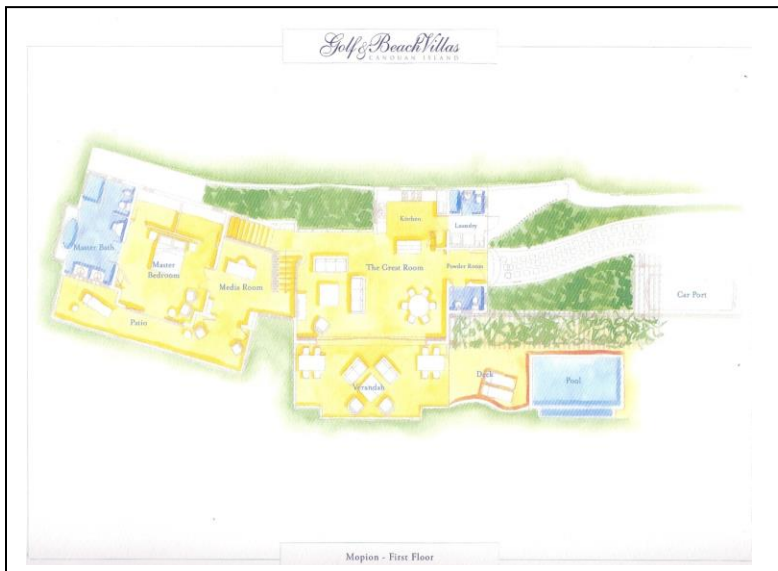 Golf & Beach Villas
CANOUAN ISLAND
Kitchen
Laundry
Master Bath
Master
Bedroom
Media Room
The Great Room
Powder Room
Car Port
Patio
Verandah
Deck
Pool
Mopion - First Floor